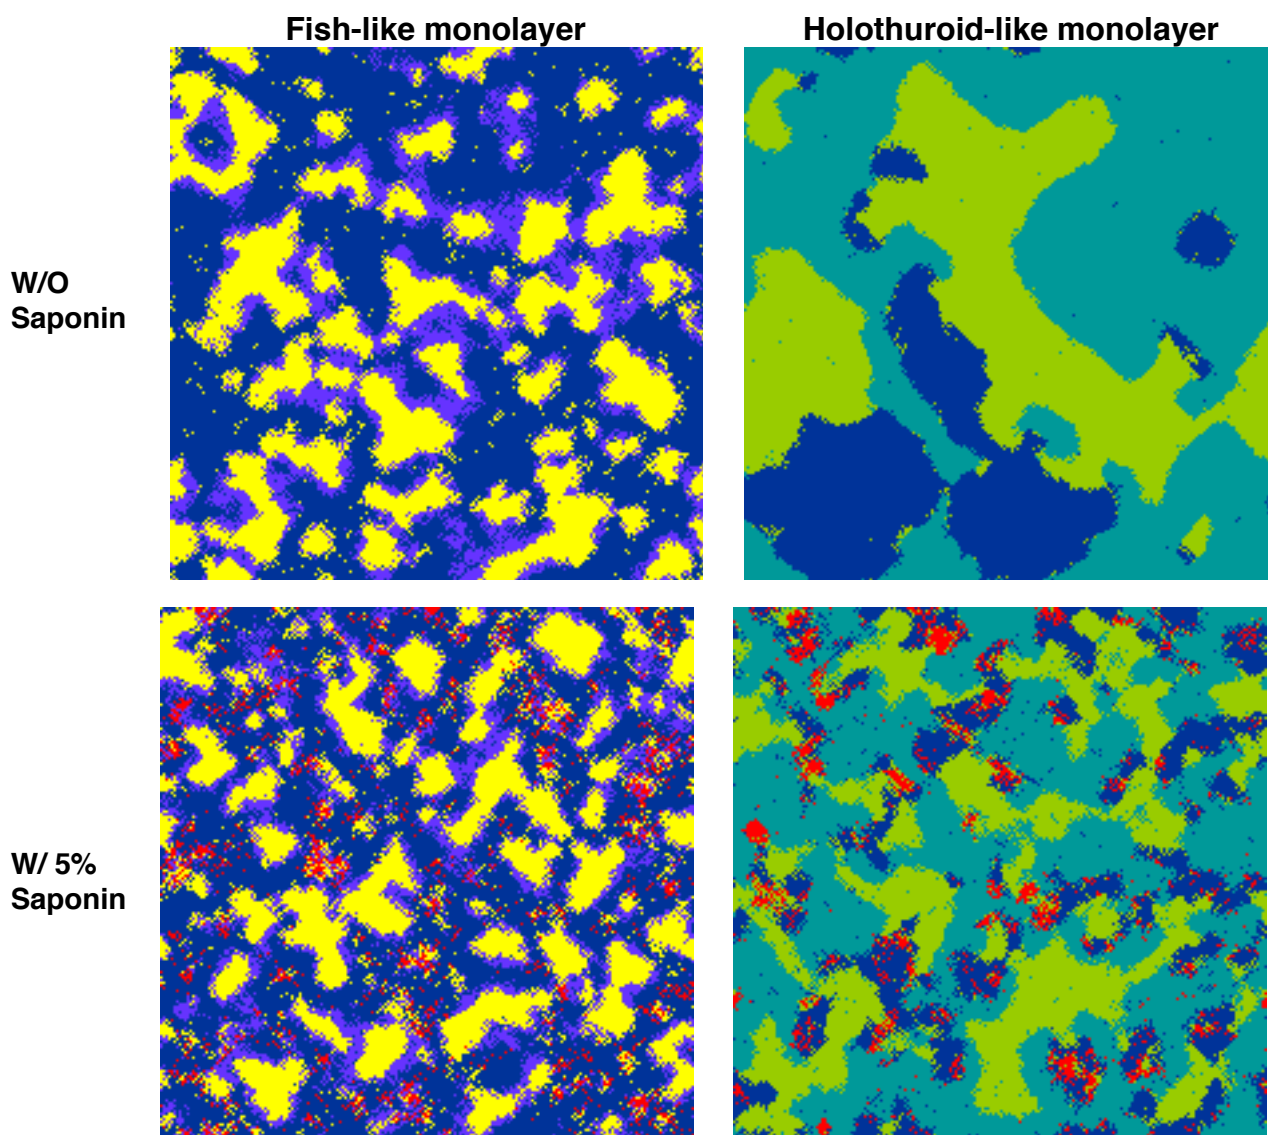 Fish-like monolayer
Holothuroid-like monolayer
W/O
Saponin
W/ 5%
Saponin